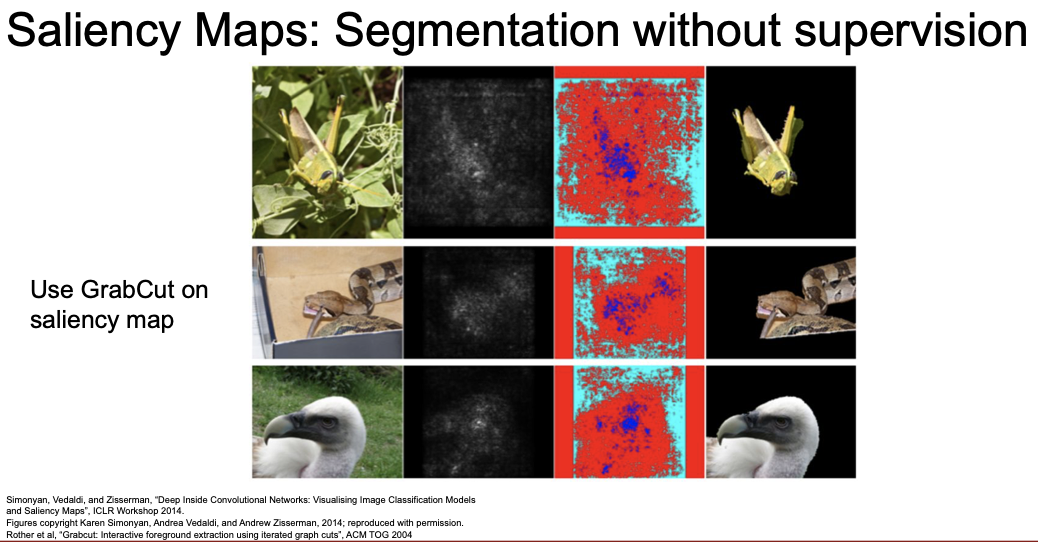 Saliency Maps: Segmentation without supervision
Use GrabCut on
saliency map
Simonyan, Vedaldi, and Zisserman, “Deep Inside Convolutional Networks: Visualising Image Classification Models
and Saliency Maps”, ICLR Workshop 2014.
Figures copyright Karen Simonyan, Andrea Vedaldi, and Andrew Zisserman, 2014; reproduced with permission.
Rother et al, “Grabcut: Interactive foreground extraction using iterated graph cuts”, ACM TOG 2004